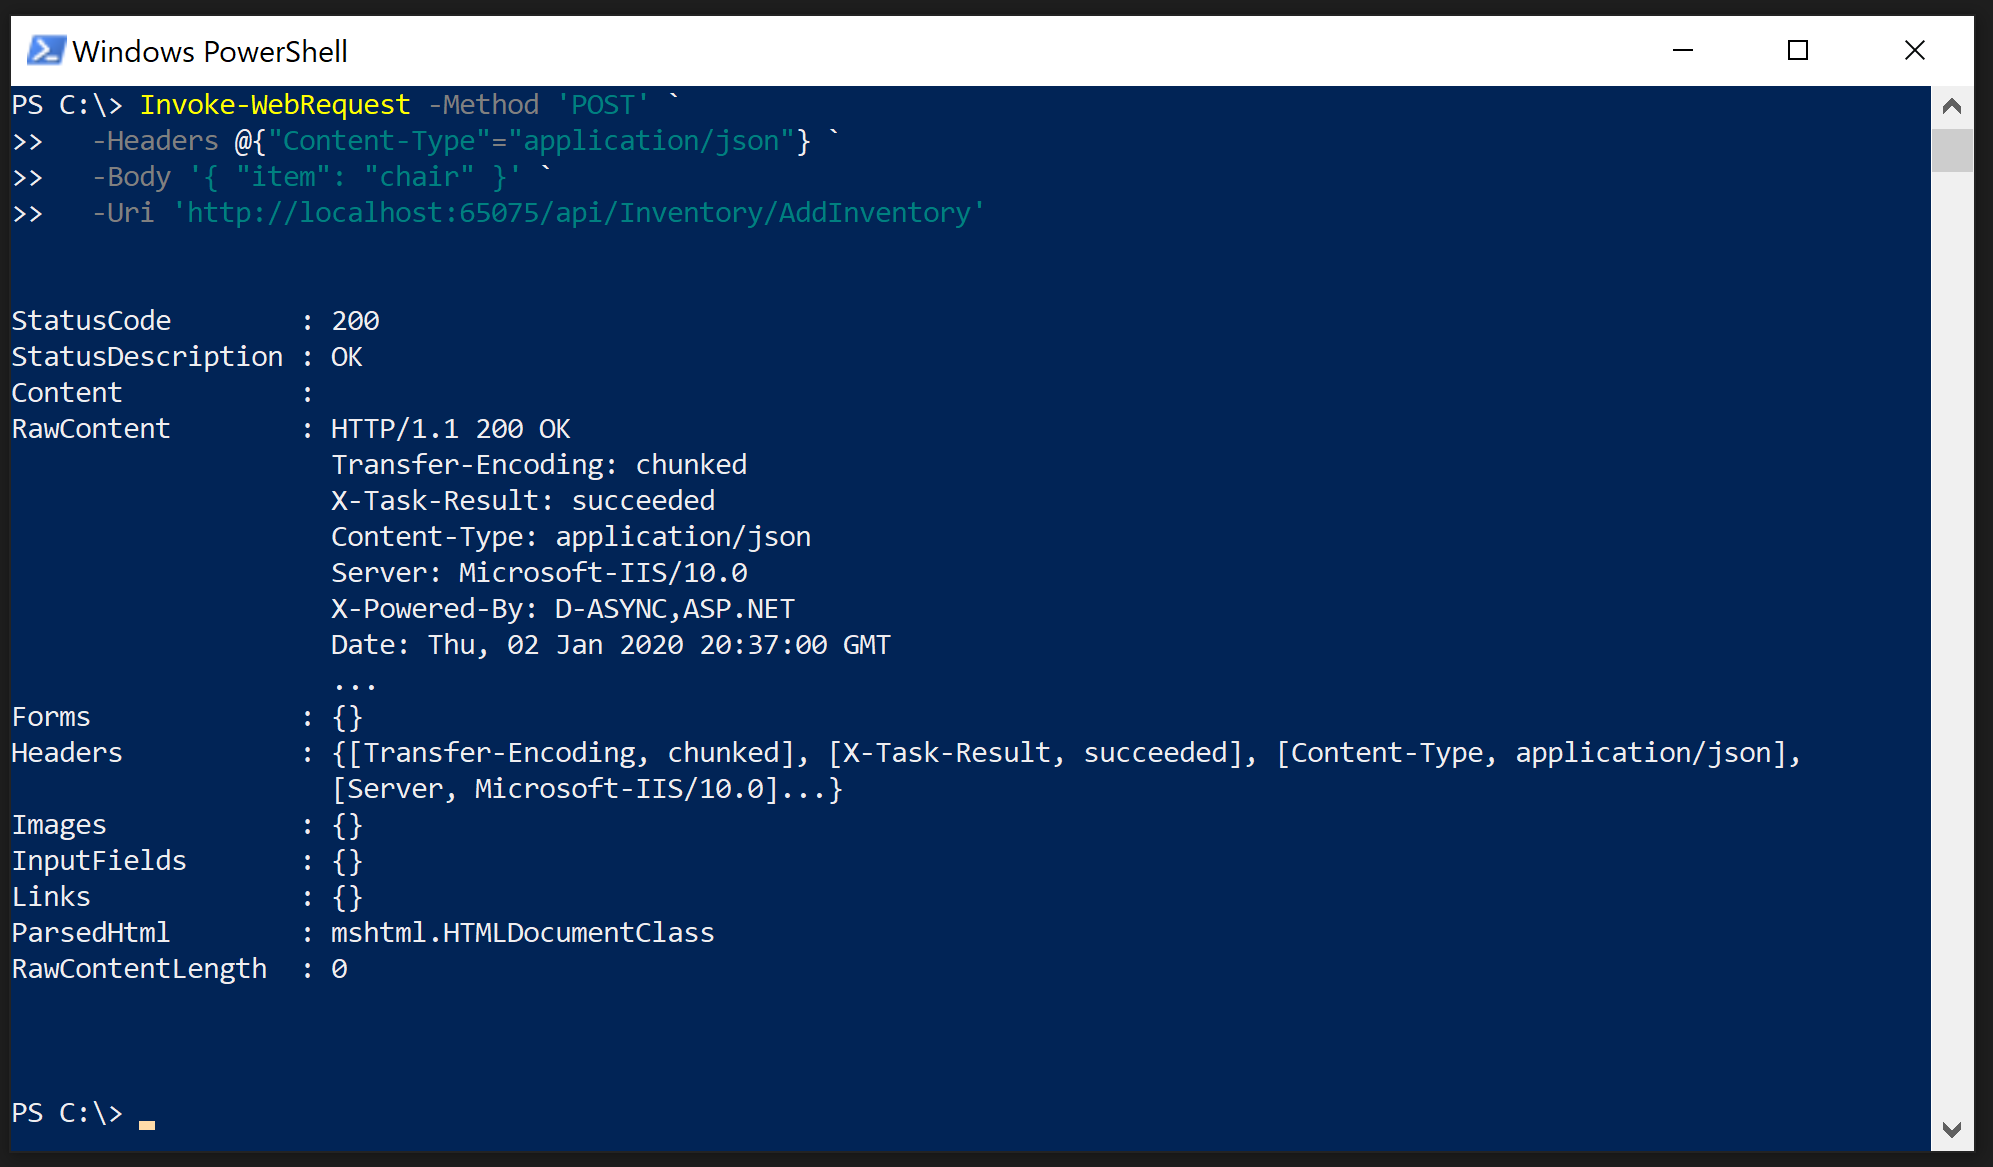 Windows PowerShell
PS C:\> Invoke-WebRequest -Method 'POST' `
>>   -Headers @{"Content-Type"="application/json"} `
>>   -Body '{ "item": "chair" }' `
>>   -Uri 'http://localhost:65075/api/Inventory/AddInventory'
StatusCode        : 200
StatusDescription : OK
Content           :
RawContent        : HTTP/1.1 200 OK
                    Transfer-Encoding: chunked
                    X-Task-Result: succeeded
                    Content-Type: application/json
                    Server: Microsoft-IIS/10.0
                    X-Powered-By: D-ASYNC,ASP.NET
                    Date: Thu, 02 Jan 2020 20:37:00 GMT
                    ...
Forms             : {}
Headers           : {[Transfer-Encoding, chunked], [X-Task-Result, succeeded], [Content-Type, application/json],
                    [Server, Microsoft-IIS/10.0]...}
Images            : {}
InputFields       : {}
Links             : {}
ParsedHtml        : mshtml.HTMLDocumentClass
RawContentLength  : 0
PS C:\>